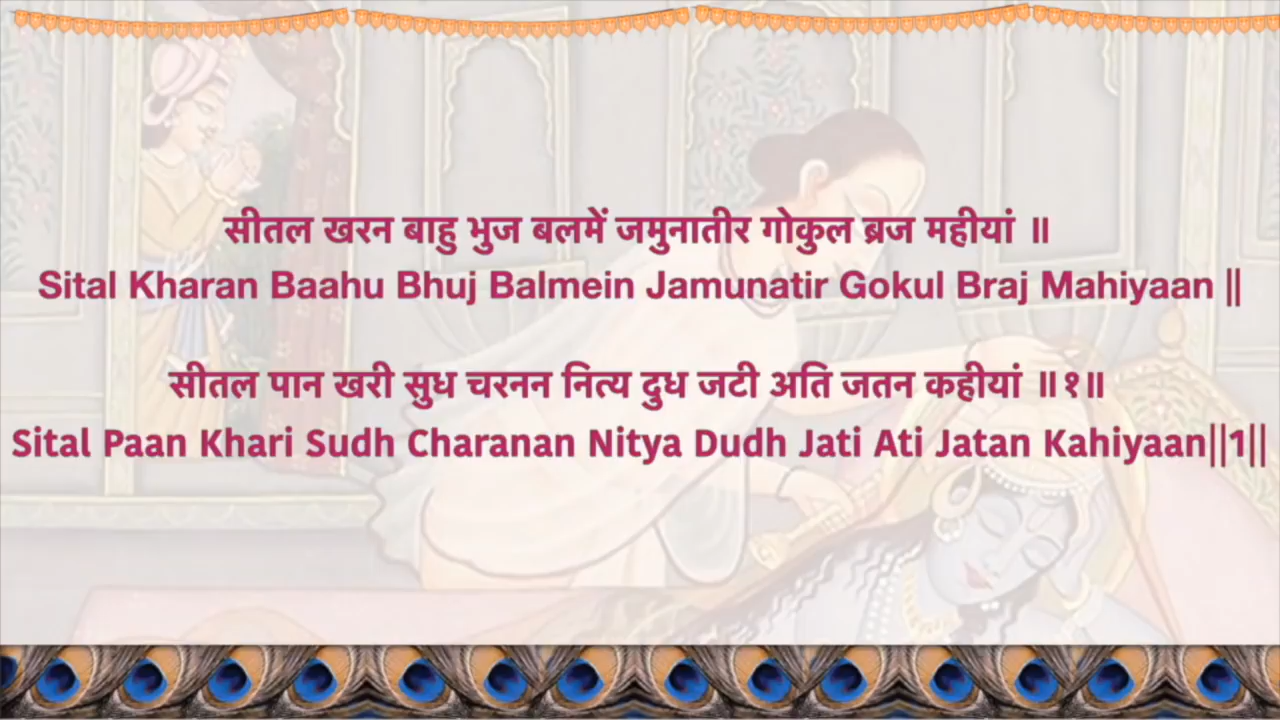 सीतल खरन बाहु भुज बलमें जमुनातीर गोकुल ब्रज महीयां ॥
Sital Kharan Baahu Bhuj Balmein Jamunatir Gokul Braj Mahiyaan ||
सीतल पान खरी सुध चरनन नित्य दुध जटी अति जतन कहीयां ॥१॥
Sital Paan Khari Sudh Charanan Nitya Dudh Jati Ati Jatan Kahiyaan||1||